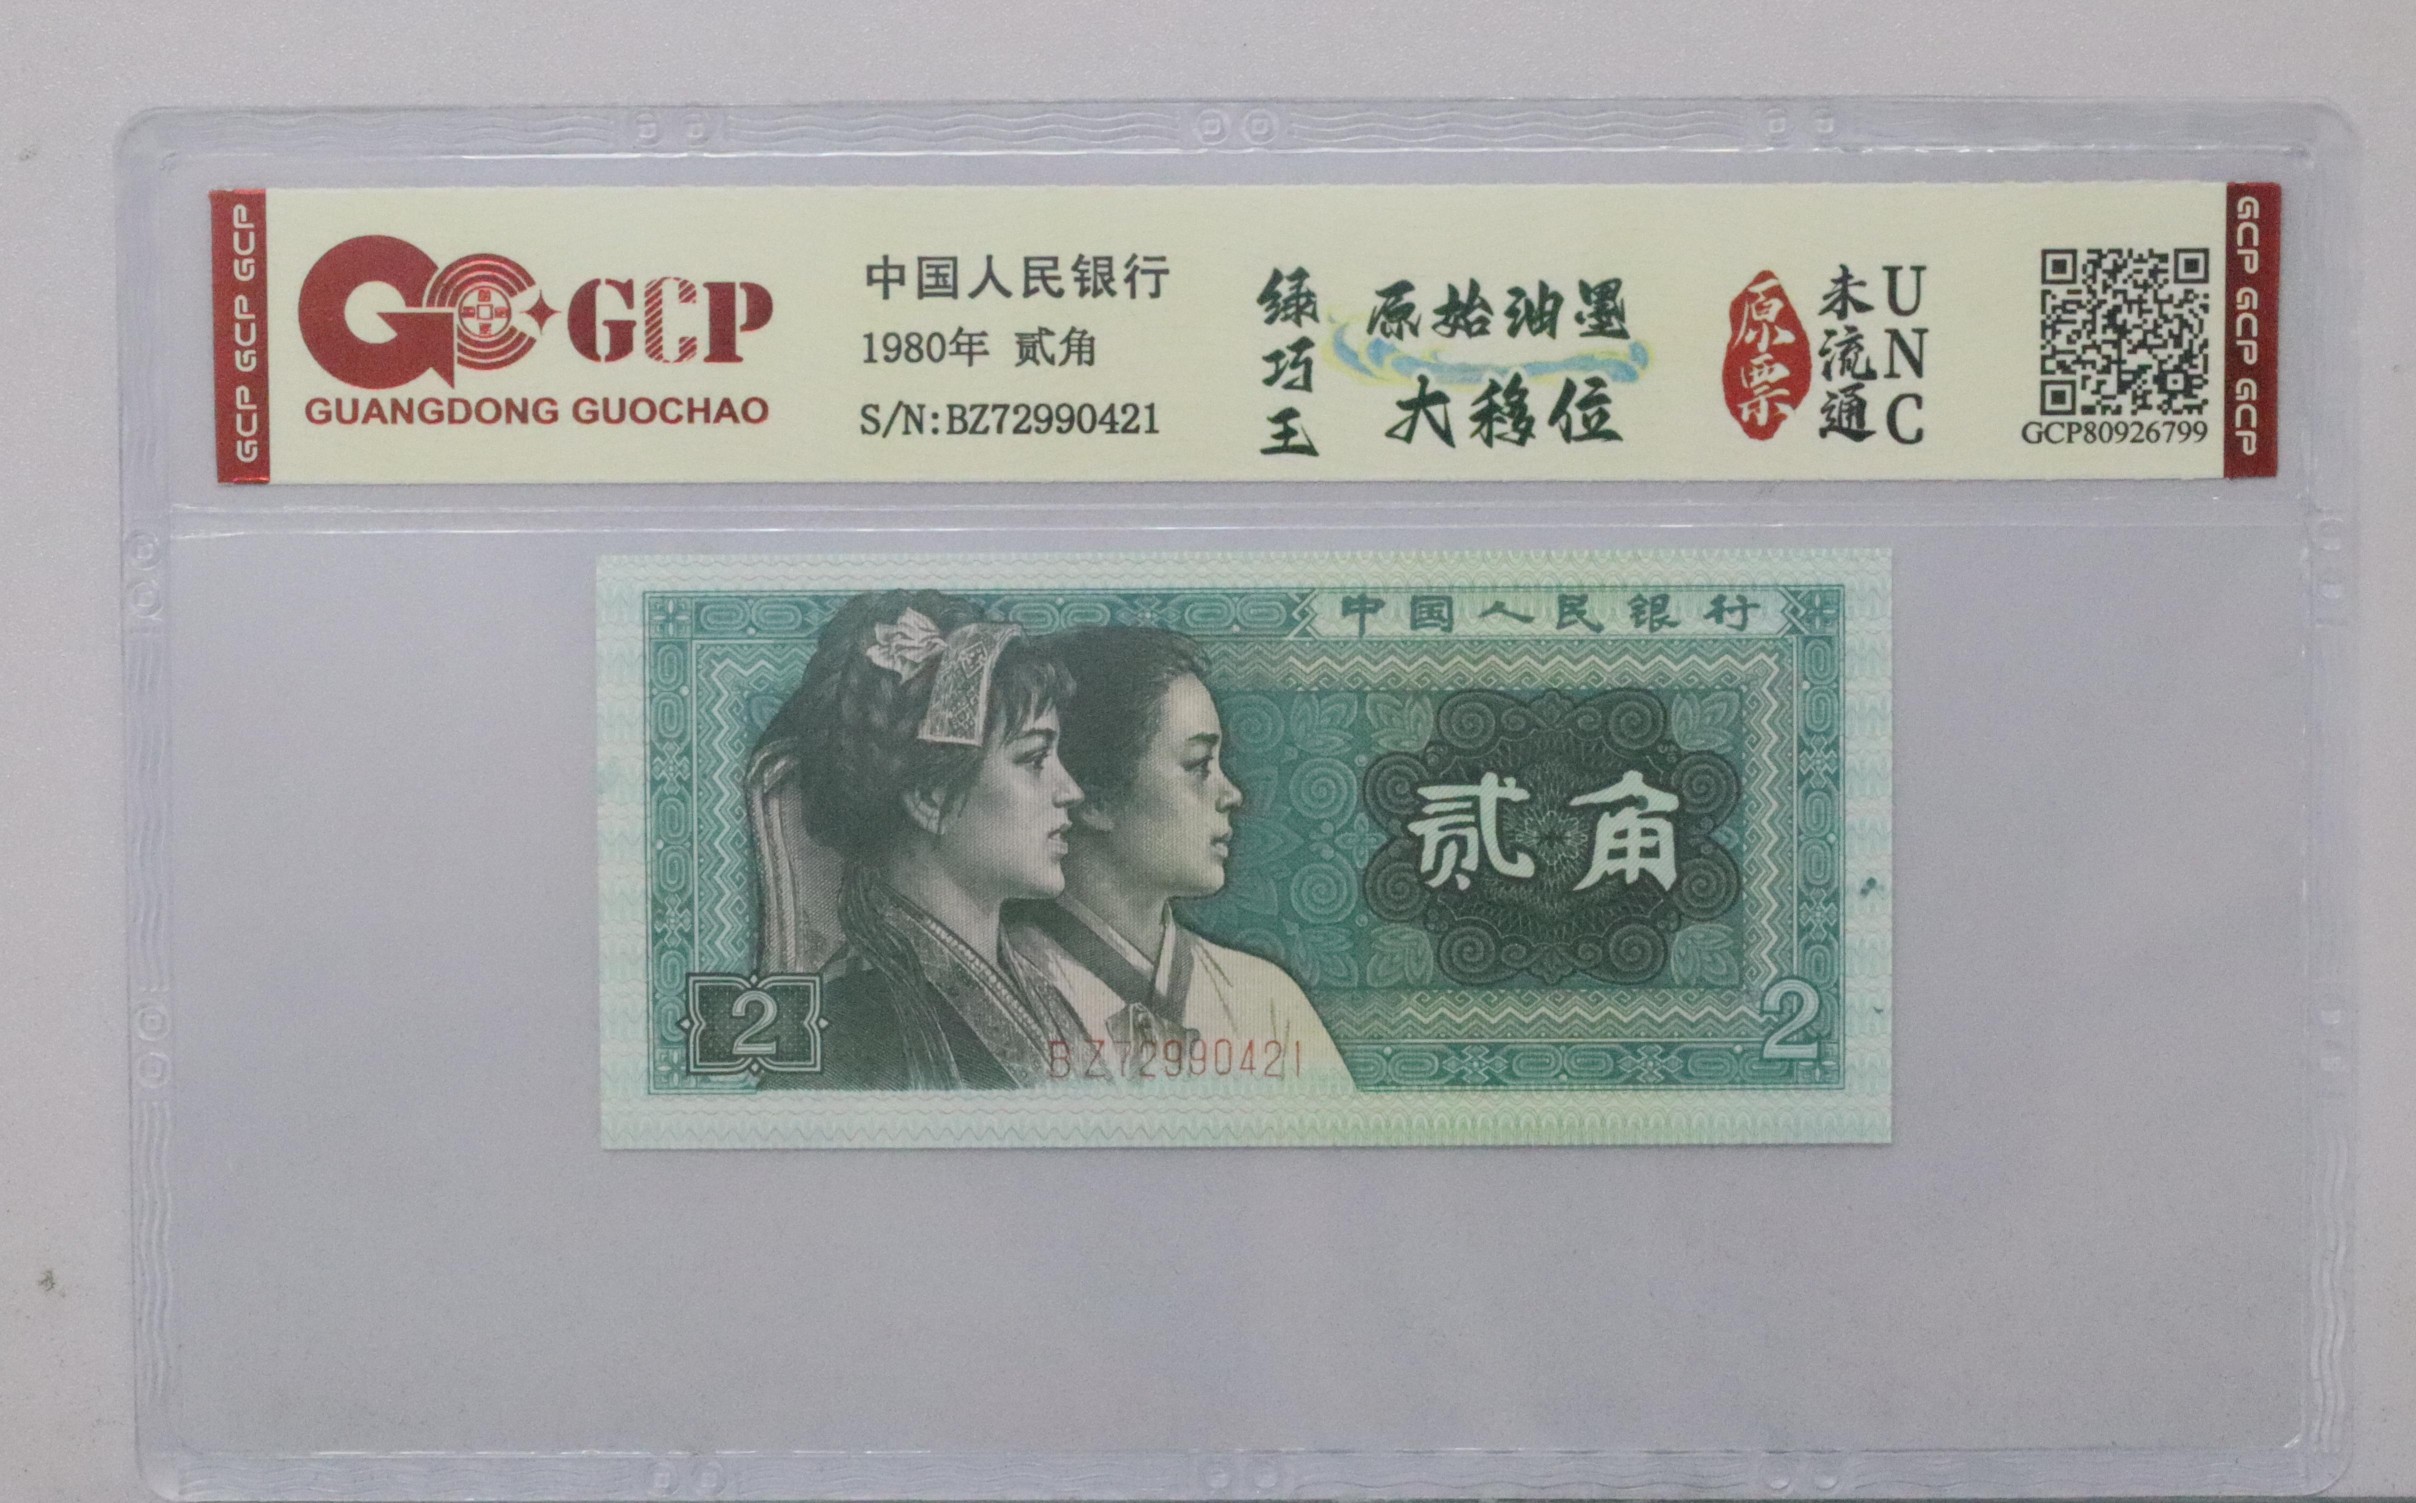 GCP GCP GCP
GCP
GUANGDONG GUOCHAO
中国人民银行
1980年 贰角
S/N:BZ72990421
绿巧王
原始油墨
大移位
原票
未流通
UNC
GCP80926799
GCP GCP GCP
中国人民银行
贰角
2
2
BZ72990421